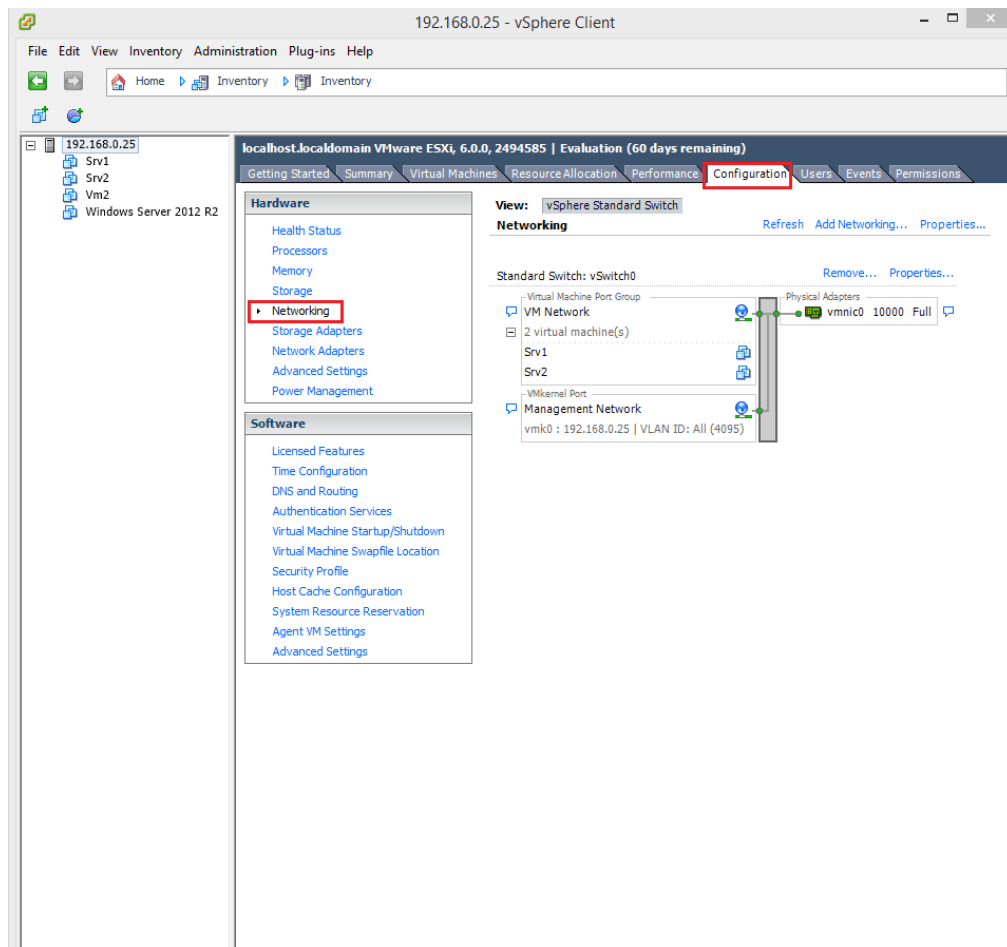 192.168.0.25 - vSphere Client
File Edit View Inventory Administration Plug-ins Help
Home Inventory Inventory
192.168.0.25
Srv1
Srv2
Vm2
Windows Server 2012 R2
localhost.localdomain VMware ESXi, 6.0.0, 2494585 | Evaluation (60 days remaining)
Getting Started Summary Virtual Machines Resource Allocation Performance Configuration Users Events Permissions
Hardware
Health Status
Processors
Memory
Storage
Networking
Storage Adapters
Network Adapters
Advanced Settings
Power Management
Software
Licensed Features
Time Configuration
DNS and Routing
Authentication Services
Virtual Machine Startup/Shutdown
Virtual Machine Swapfile Location
Security Profile
Host Cache Configuration
System Resource Reservation
Agent VM Settings
Advanced Settings
View: vSphere Standard Switch
Networking Refresh Add Networking... Properties...
Standard Switch: vSwitch0 Remove... Properties...
Virtual Machine Port Group Physical Adapters
VM Network vmnic0 10000 Full
2 virtual machine(s)
Srv1
Srv2
VMkernel Port
Management Network
vmk0 : 192.168.0.25 | VLAN ID: All (4095)